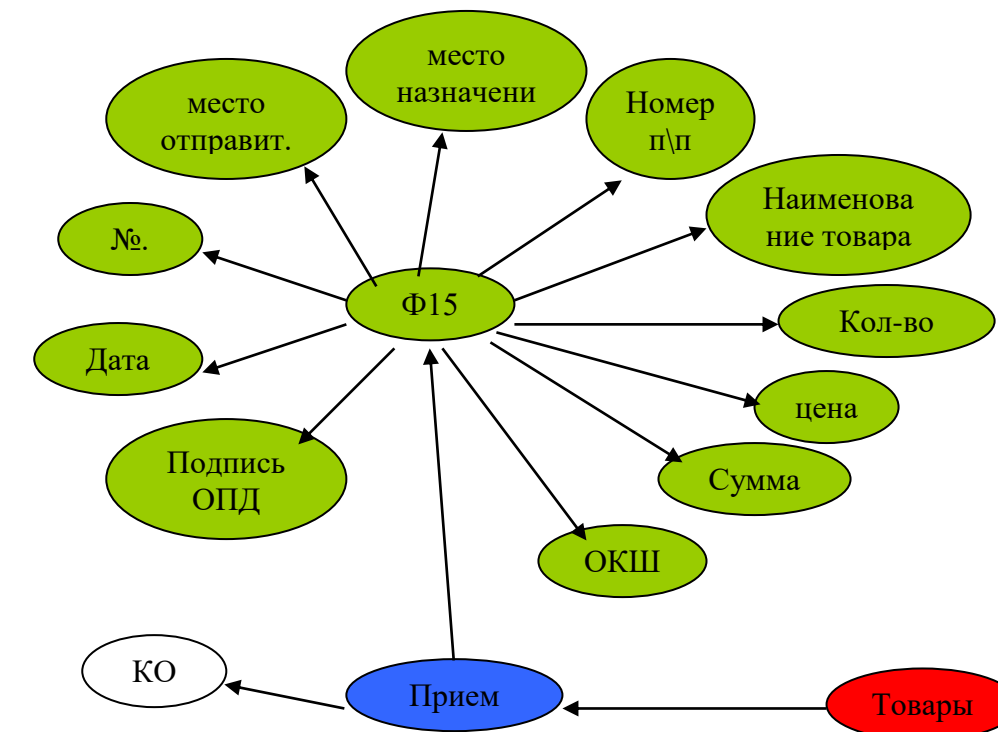 место
назначени
место
отправит.
Номер
п\п
Наименова
ние товара
№.
Ф15
Кол-во
Дата
цена
Подпись
ОПД
Сумма
ОКШ
КО
Прием
Товары